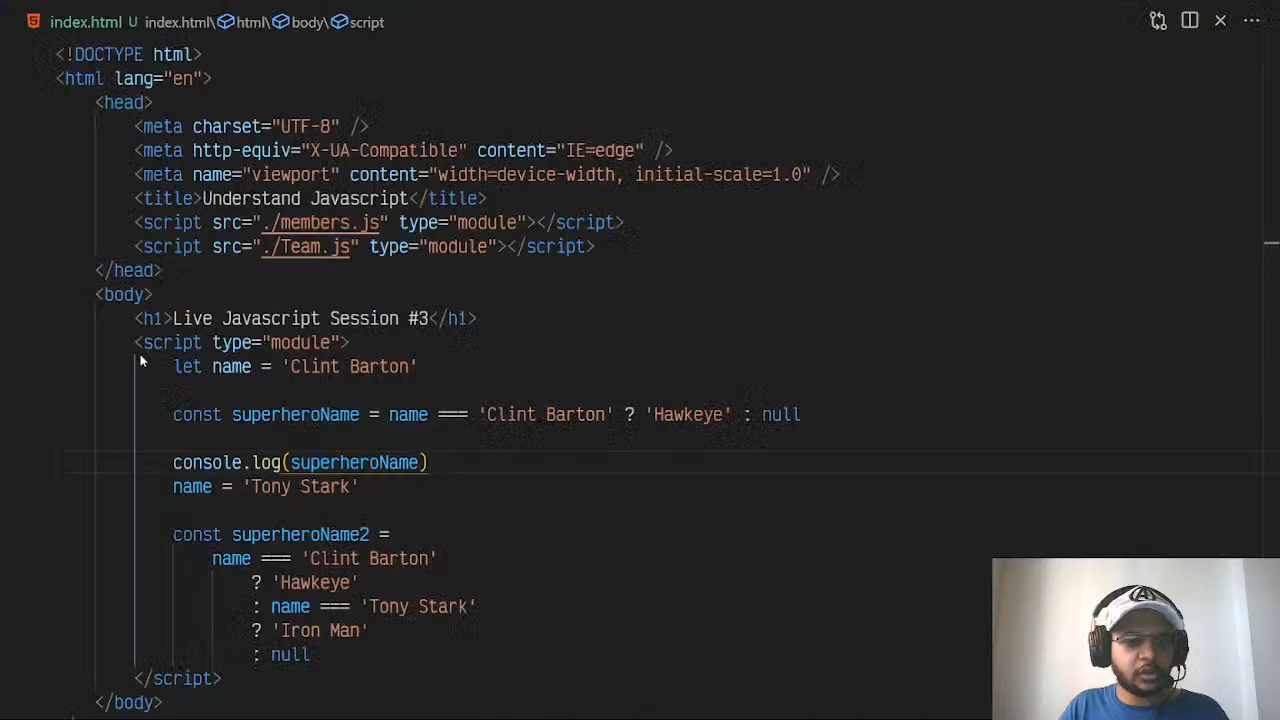 index.html U index.html\html\body\script
<!DOCTYPE html>
<html lang="en">
<head>
<meta charset="UTF-8" />
<meta http-equiv="X-UA-Compatible" content="IE=edge" />
<meta name="viewport" content="width=device-width, initial-scale=1.0" />
<title>Understand Javascript</title>
<script src="./members.js" type="module"></script>
<script src="./Team.js" type="module"></script>
</head>
<body>
<h1>Live Javascript Session #3</h1>
<script type="module">
let name = 'Clint Barton'
const superheroName = name === 'Clint Barton' ? 'Hawkeye' : null
console.log(superheroName)
name = 'Tony Stark'
const superheroName2 =
name === 'Clint Barton'
? 'Hawkeye'
: name === 'Tony Stark'
? 'Iron Man'
: null
</script>
</body>